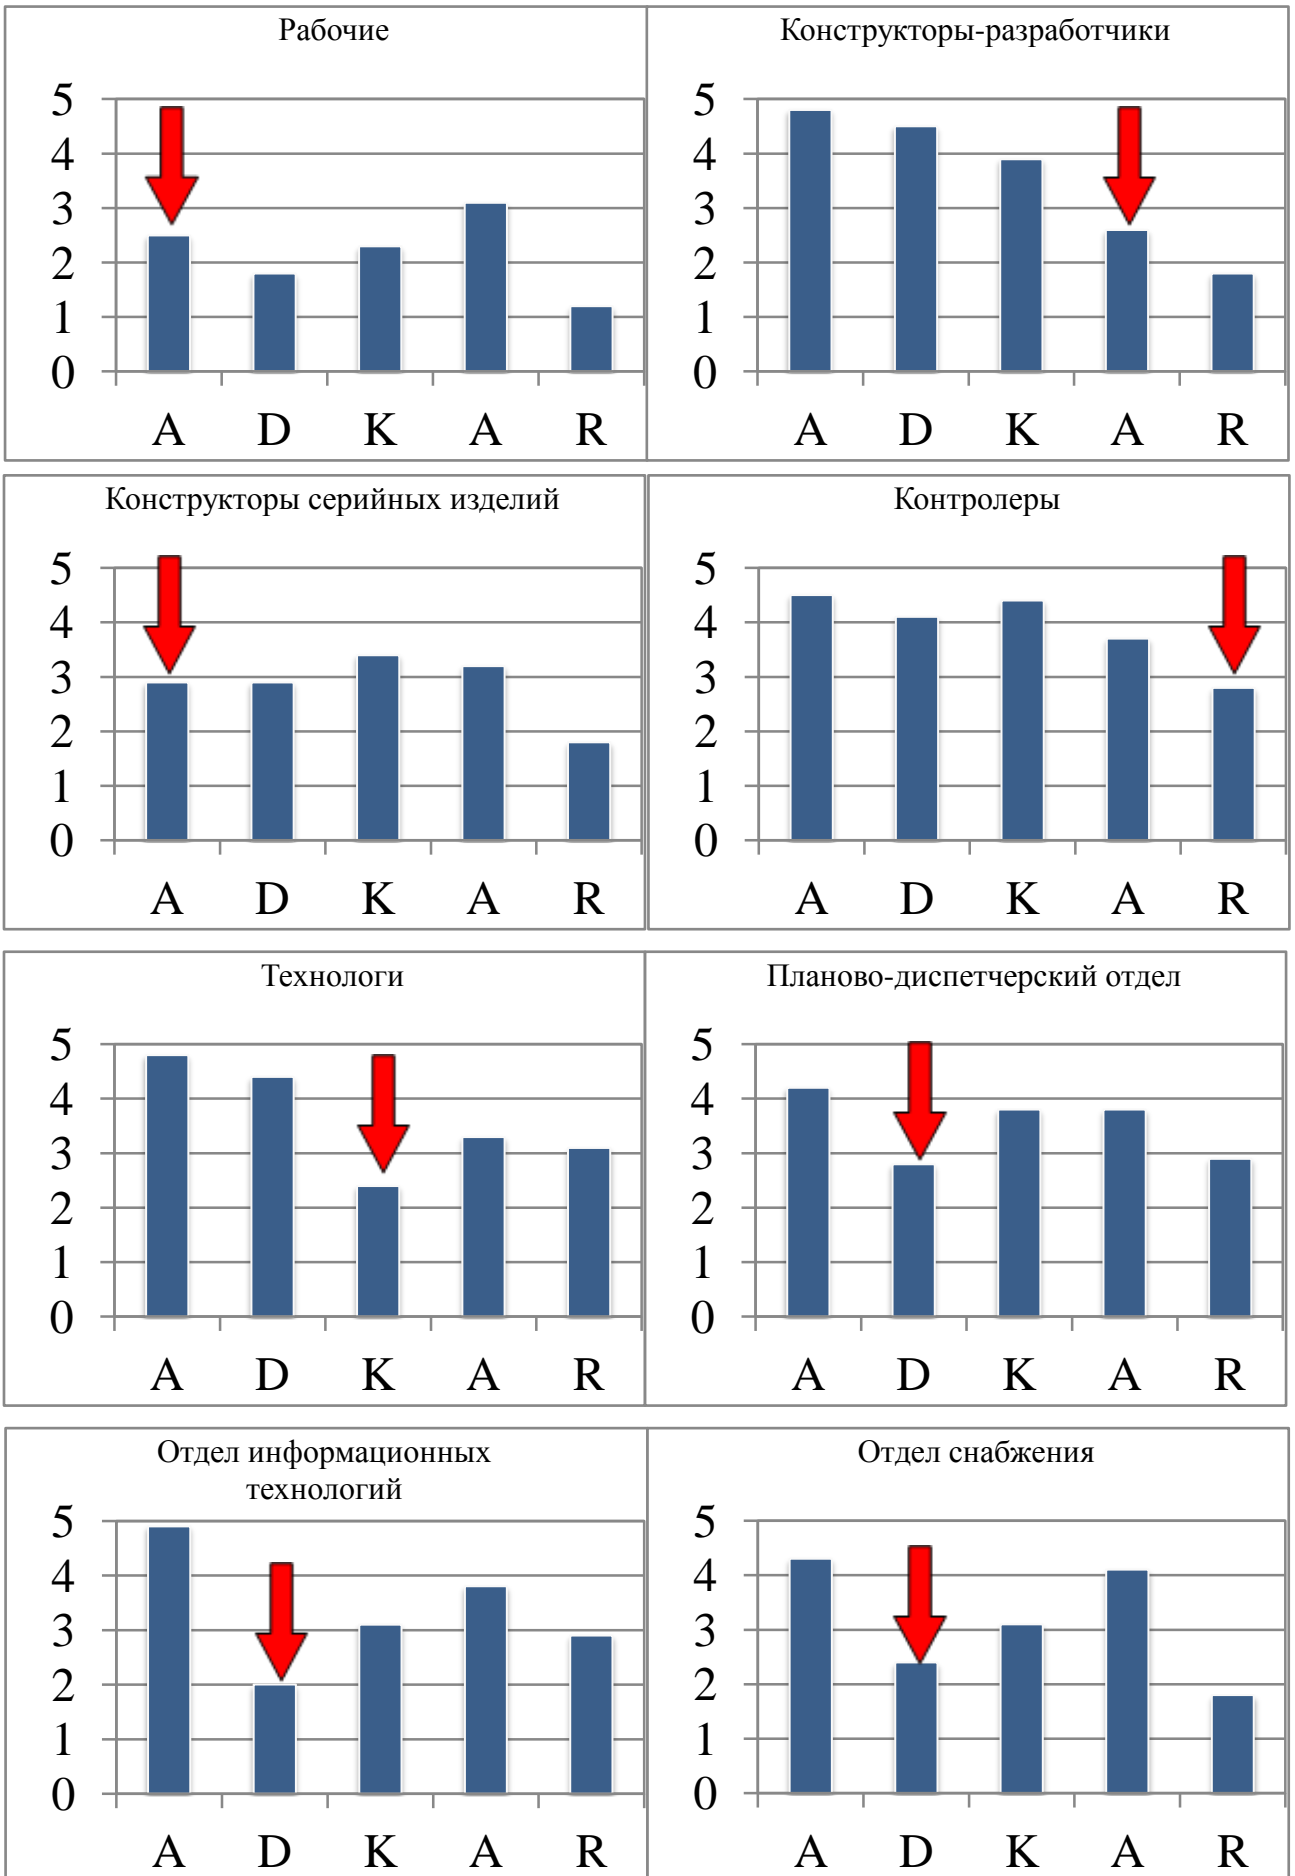 Рабочие
5
4
3
2
1
0
A D K A R
Конструкторы-разработчики
5
4
3
2
1
0
A D K A R
Конструкторы серийных изделий
5
4
3
2
1
0
A D K A R
Контролеры
5
4
3
2
1
0
A D K A R
Технологи
5
4
3
2
1
0
A D K A R
Планово-диспетчерский отдел
5
4
3
2
1
0
A D K A R
Отдел информационных
технологий
5
4
3
2
1
0
A D K A R
Отдел снабжения
5
4
3
2
1
0
A D K A R